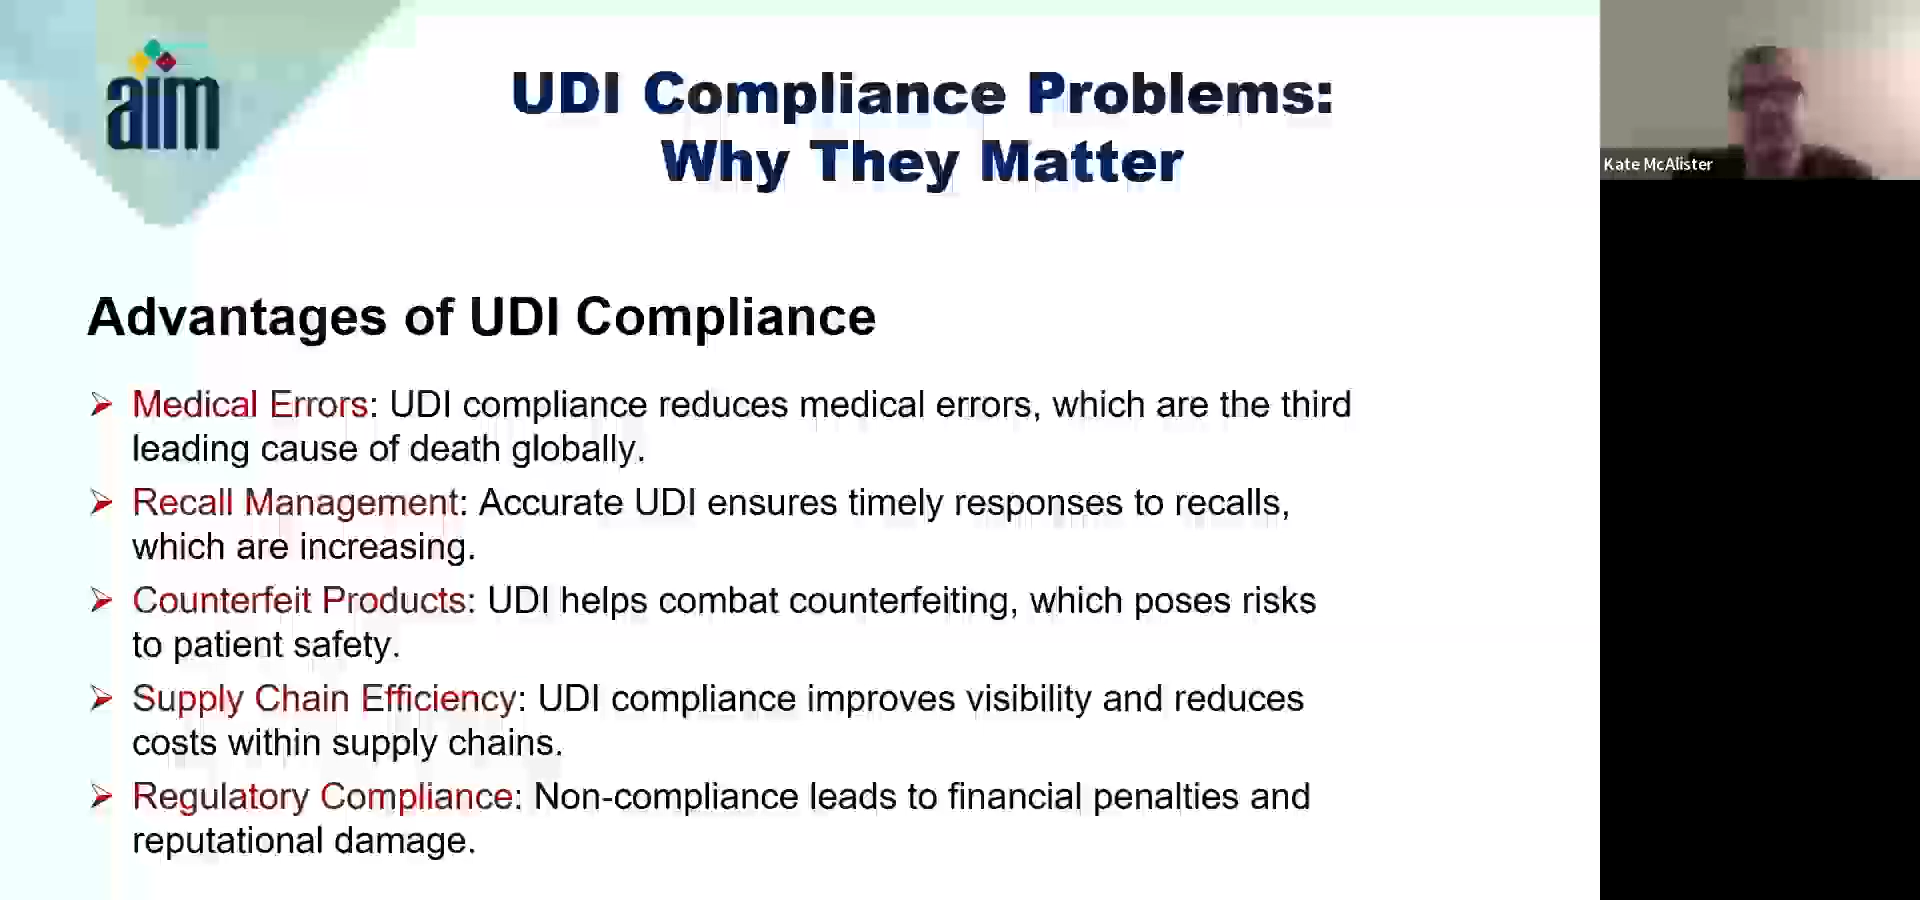 aim
UDI Compliance Problems:
Why They Matter
Kate McAlister
Advantages of UDI Compliance
➢ Medical Errors: UDI compliance reduces medical errors, which are the third
leading cause of death globally.
➢ Recall Management: Accurate UDI ensures timely responses to recalls,
which are increasing.
➢ Counterfeit Products: UDI helps combat counterfeiting, which poses risks
to patient safety.
➢ Supply Chain Efficiency: UDI compliance improves visibility and reduces
costs within supply chains.
➢ Regulatory Compliance: Non-compliance leads to financial penalties and
reputational damage.